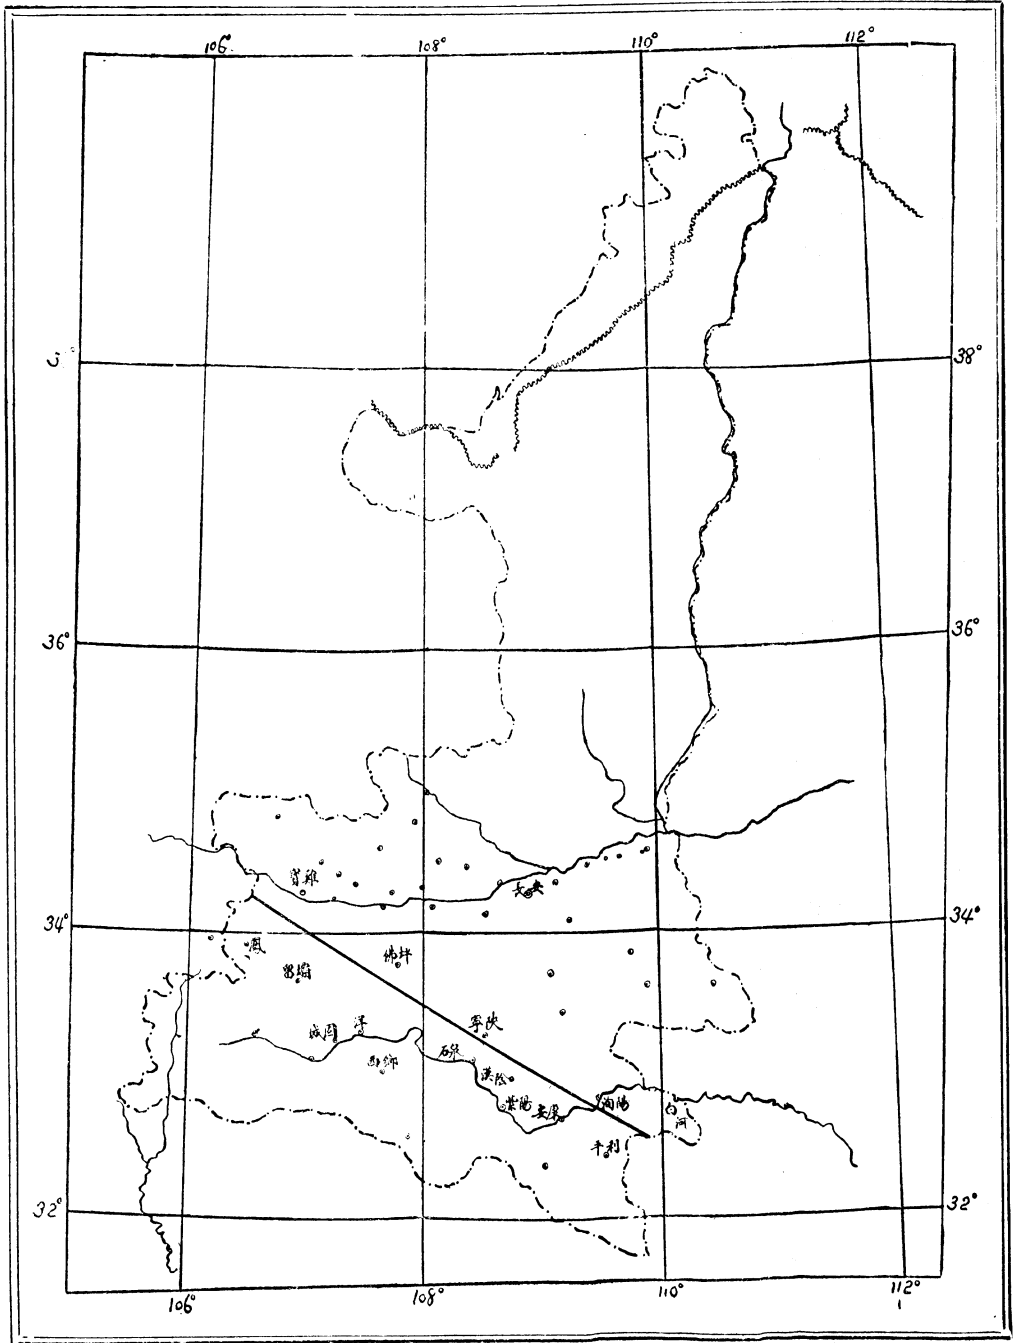 106°
108°
110°
112°
38°
36°
36°
長安
寶雞
34°
34°
鳳
佛坪
留壩
寧陝
洋
城固
石泉
西鄉
漢陰
紫陽
安康
洵陽
白河
平利
32°
32°
106°
108°
110°
112°